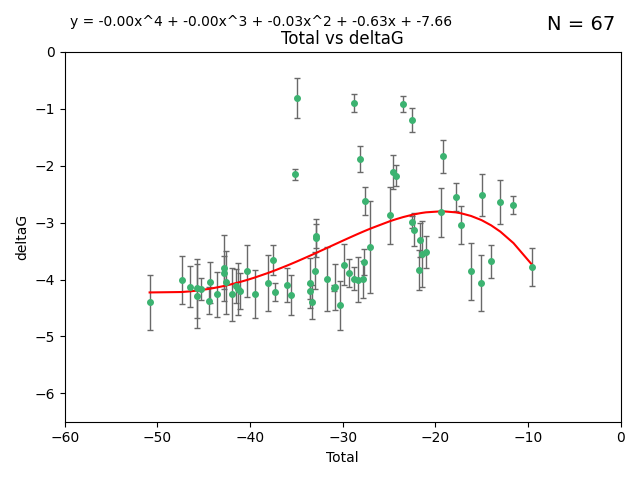 y = -0.00x^4 + -0.00x^3 + -0.03x^2 + -0.63x + -7.66
N = 67
Total vs deltaG
0
−1
−2
−3
−4
−5
−6
deltaG
−60 −50 −40 −30 −20 −10 0
Total